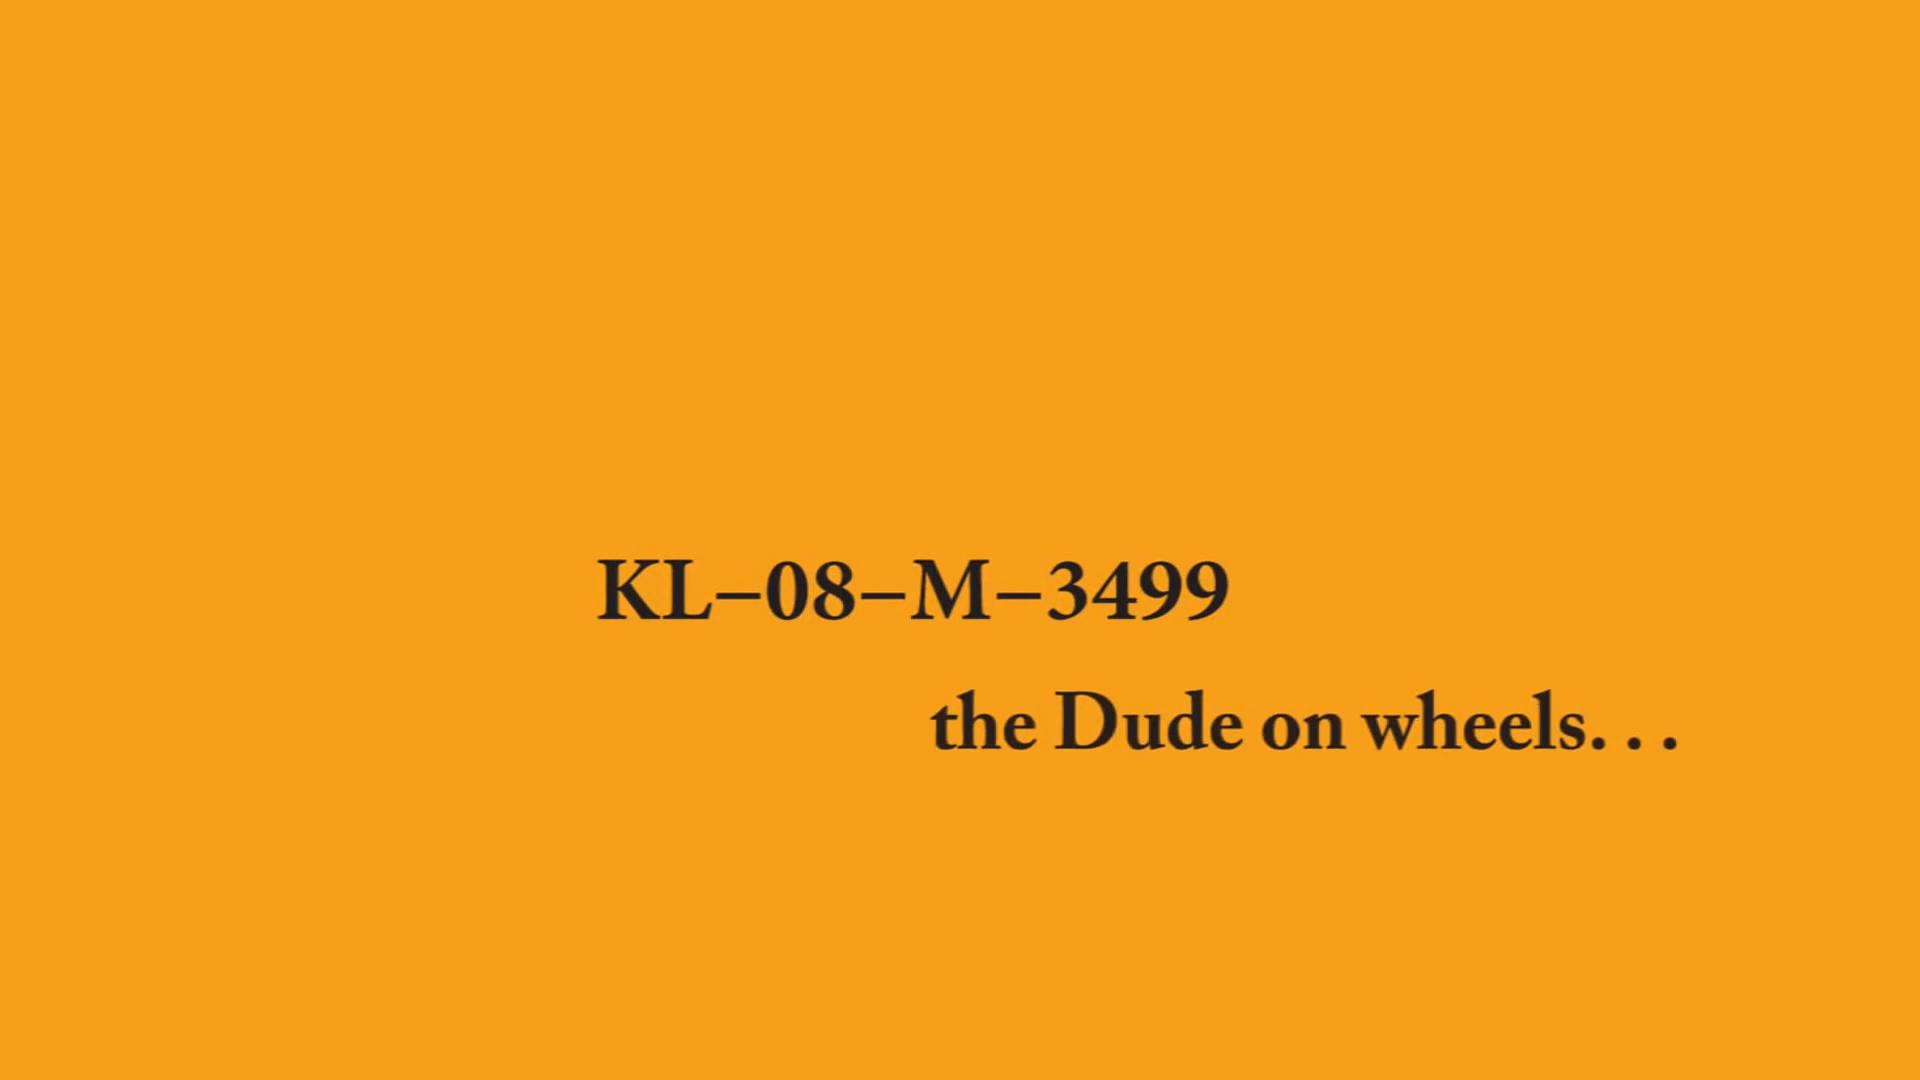 KL–08–M–3499
the Dude on wheels. . .